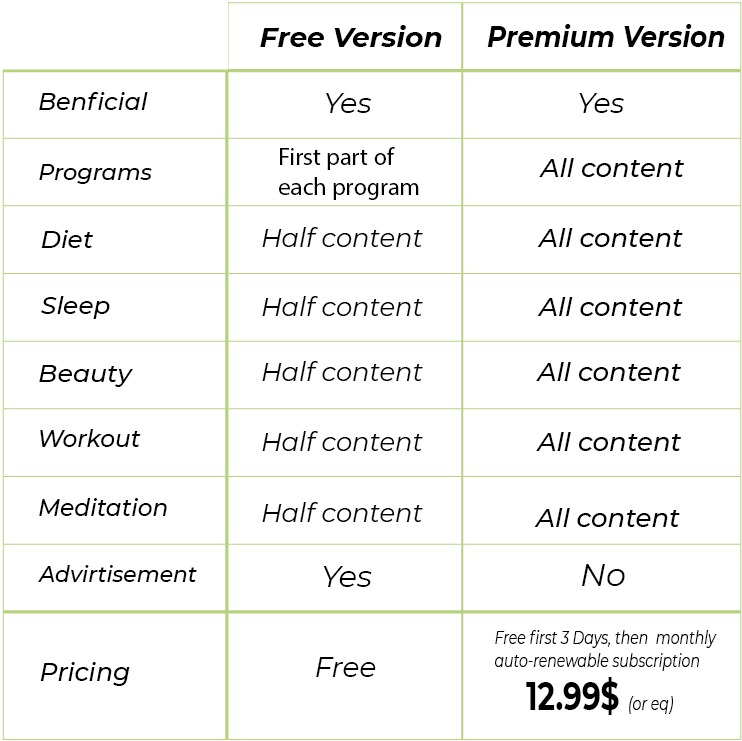 Free Version Premium Version
Benficial Yes Yes
Programs First part of each program All content
Diet Half content All content
Sleep Half content All content
Beauty Half content All content
Workout Half content All content
Meditation Half content All content
Advirtisement Yes No
Pricing Free Free first 3 Days, then monthly
auto-renewable subscription
12.99$ (or eq)